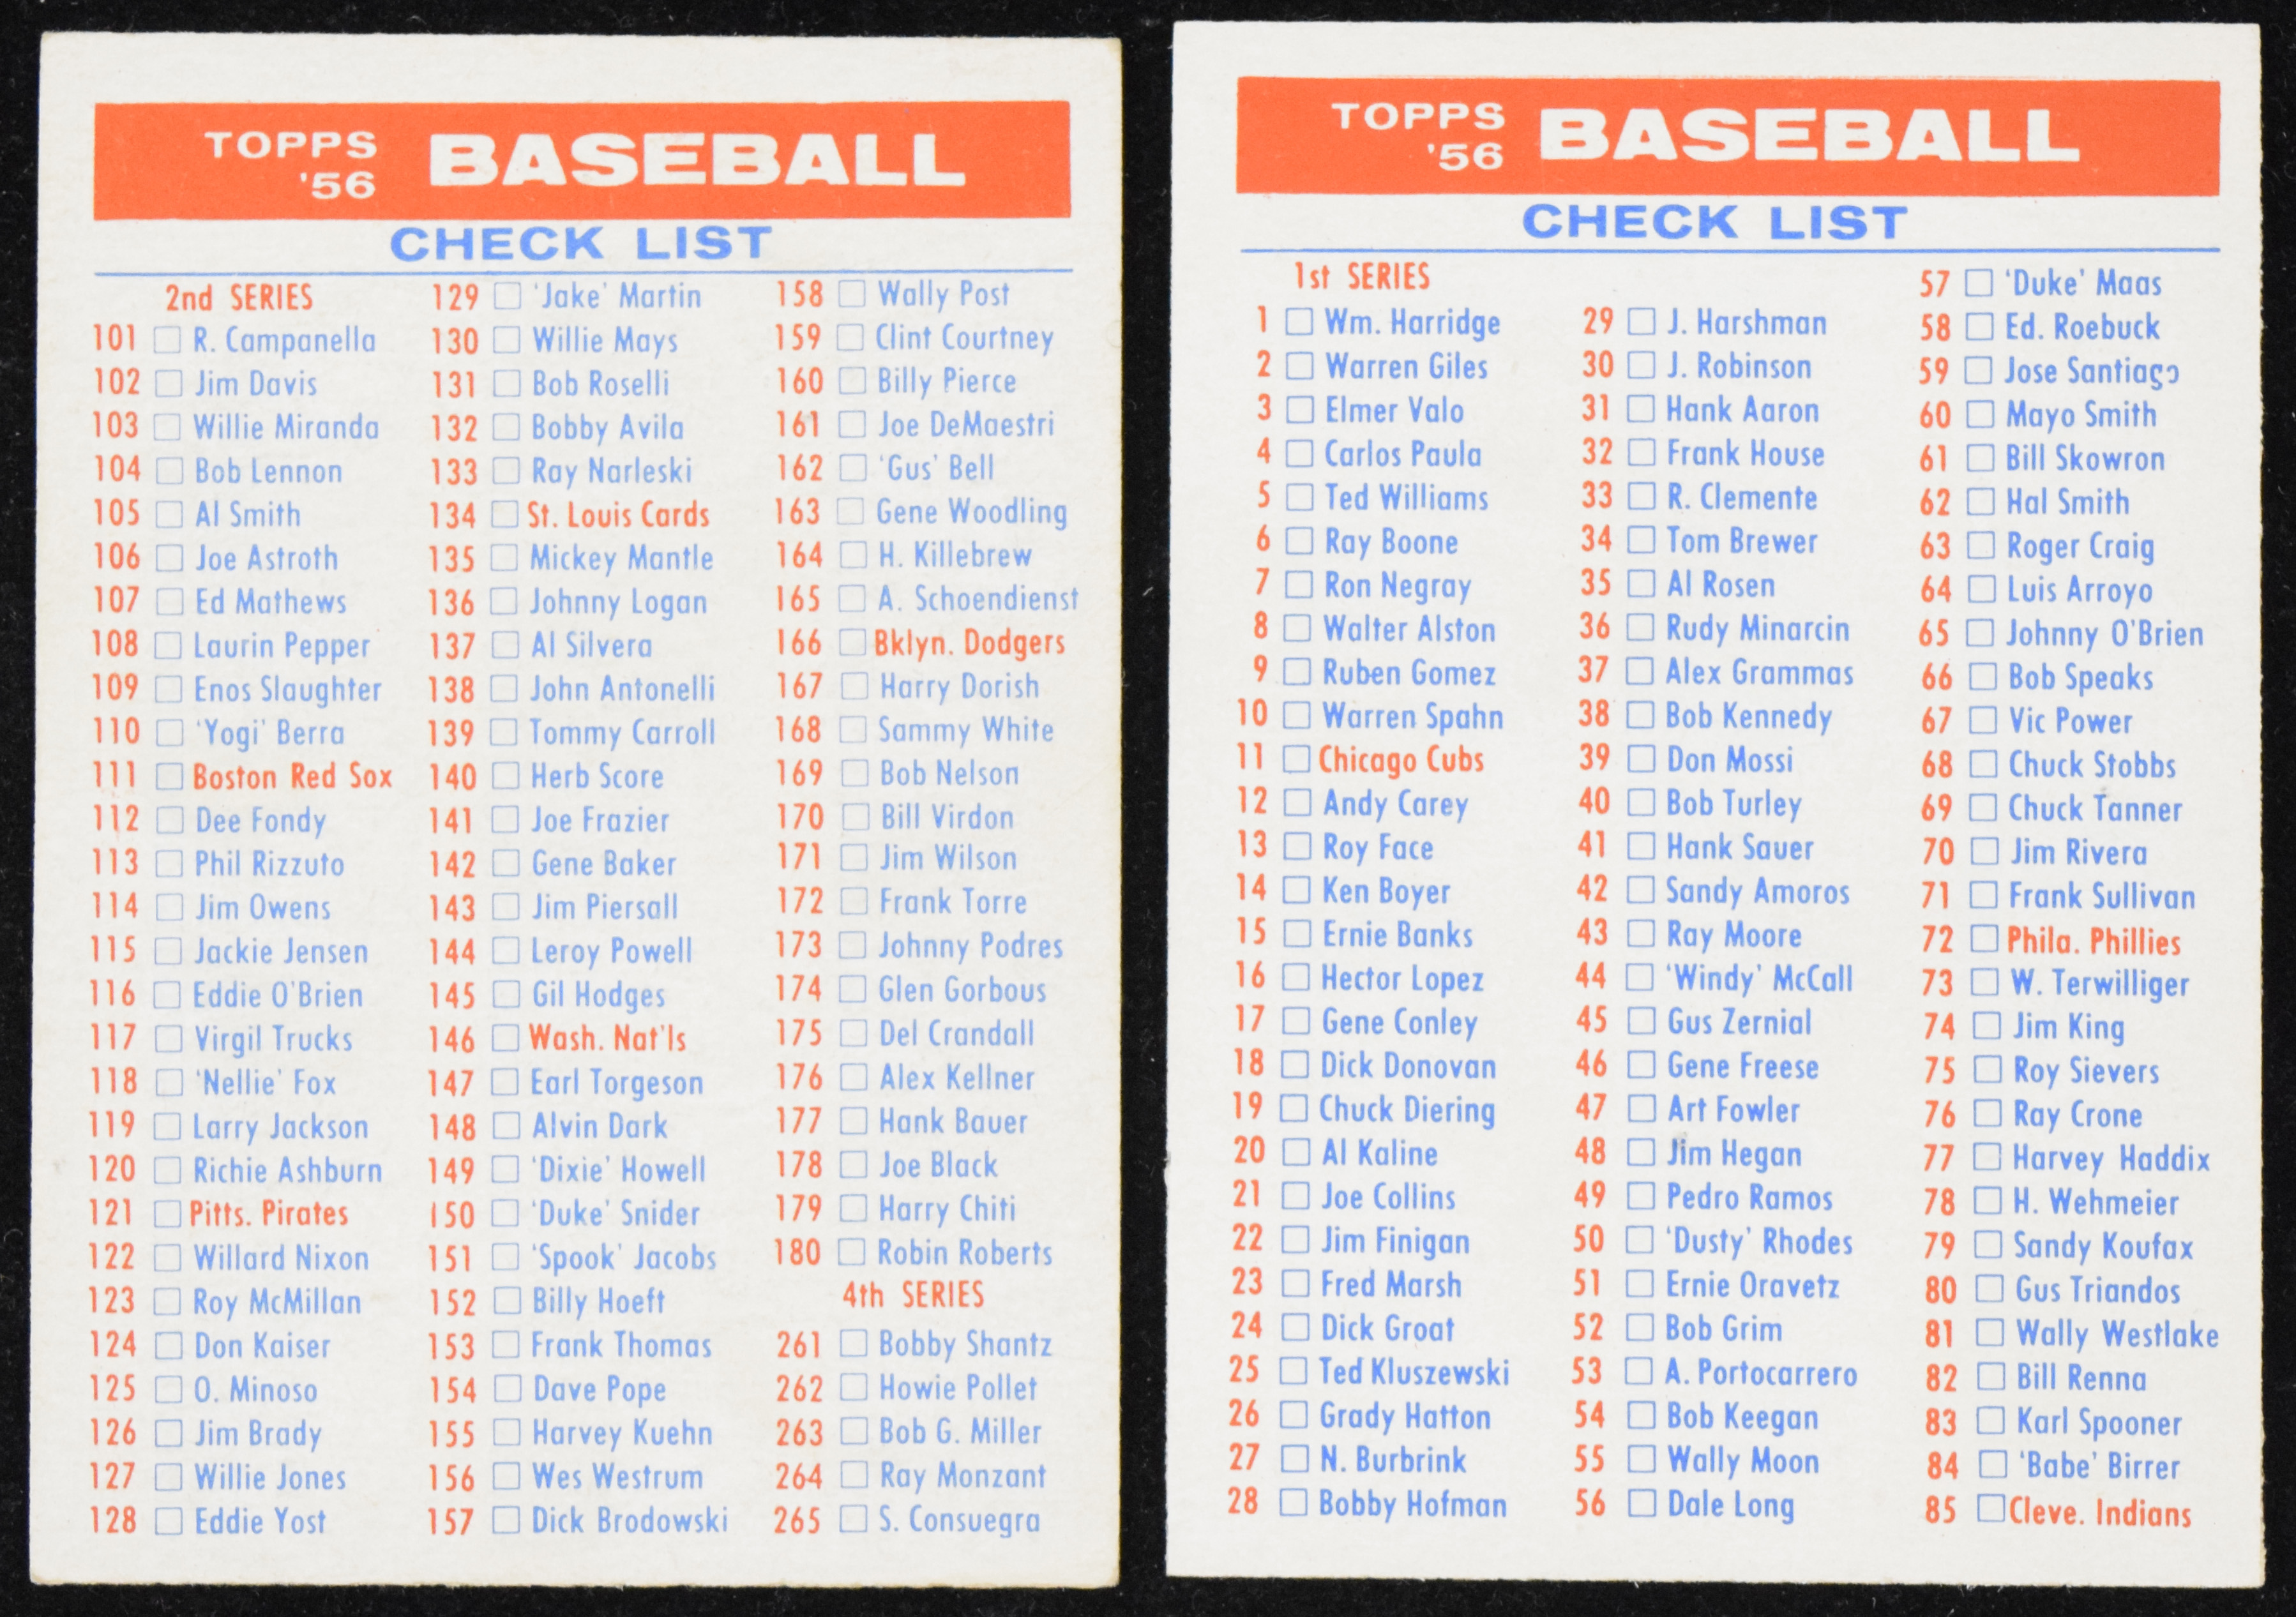 TOPPS '56 BASEBALL
CHECK LIST
2nd SERIES
101 R. Campanella
102 Jim Davis
103 Willie Miranda
104 Bob Lennon
105 Al Smith
106 Joe Astroth
107 Ed Mathews
108 Laurin Pepper
109 Enos Slaughter
110 'Yogi' Berra
111 Boston Red Sox
112 Dee Fondy
113 Phil Rizzuto
114 Jim Owens
115 Jackie Jensen
116 Eddie O'Brien
117 Virgil Trucks
118 'Nellie' Fox
119 Larry Jackson
120 Richie Ashburn
121 Pitts. Pirates
122 Willard Nixon
123 Roy McMillan
124 Don Kaiser
125 O. Minoso
126 Jim Brady
127 Willie Jones
128 Eddie Yost
129 'Jake' Martin
130 Willie Mays
131 Bob Roselli
132 Bobby Avila
133 Ray Narleski
134 St. Louis Cards
135 Mickey Mantle
136 Johnny Logan
137 Al Silvera
138 John Antonelli
139 Tommy Carroll
140 Herb Score
141 Joe Frazier
142 Gene Baker
143 Jim Piersall
144 Leroy Powell
145 Gil Hodges
146 Wash. Nat'ls
147 Earl Torgeson
148 Alvin Dark
149 'Dixie' Howell
150 'Duke' Snider
151 'Spook' Jacobs
152 Billy Hoeft
153 Frank Thomas
154 Dave Pope
155 Harvey Kuehn
156 Wes Westrum
157 Dick Brodowski
158 Wally Post
159 Clint Courtney
160 Billy Pierce
161 Joe DeMaestri
162 'Gus' Bell
163 Gene Woodling
164 H. Killebrew
165 A. Schoendienst
166 Bklyn. Dodgers
167 Harry Dorish
168 Sammy White
169 Bob Nelson
170 Bill Virdon
171 Jim Wilson
172 Frank Torre
173 Johnny Podres
174 Glen Gorbous
175 Del Crandall
176 Alex Kellner
177 Hank Bauer
178 Joe Black
179 Harry Chiti
180 Robin Roberts
4th SERIES
261 Bobby Shantz
262 Howie Pollet
263 Bob G. Miller
264 Ray Monzant
265 S. Consuegra
TOPPS '56 BASEBALL
CHECK LIST
1st SERIES
1 Wm. Harridge
2 Warren Giles
3 Elmer Valo
4 Carlos Paula
5 Ted Williams
6 Ray Boone
7 Ron Negray
8 Walter Alston
9 Ruben Gomez
10 Warren Spahn
11 Chicago Cubs
12 Andy Carey
13 Roy Face
14 Ken Boyer
15 Ernie Banks
16 Hector Lopez
17 Gene Conley
18 Dick Donovan
19 Chuck Diering
20 Al Kaline
21 Joe Collins
22 Jim Finigan
23 Fred Marsh
24 Dick Groat
25 Ted Kluszewski
26 Grady Hatton
27 N. Burbrink
28 Bobby Hofman
29 J. Harshman
30 J. Robinson
31 Hank Aaron
32 Frank House
33 R. Clemente
34 Tom Brewer
35 Al Rosen
36 Rudy Minarcin
37 Alex Grammas
38 Bob Kennedy
39 Don Mossi
40 Bob Turley
41 Hank Sauer
42 Sandy Amoros
43 Ray Moore
44 'Windy' McCall
45 Gus Zernial
46 Gene Freese
47 Art Fowler
48 Jim Hegan
49 Pedro Ramos
50 'Dusty' Rhodes
51 Ernie Oravetz
52 Bob Grim
53 A. Portocarrero
54 Bob Keegan
55 Wally Moon
56 Dale Long
57 'Duke' Maas
58 Ed. Roebuck
59 Jose Santiago
60 Mayo Smith
61 Bill Skowron
62 Hal Smith
63 Roger Craig
64 Luis Arroyo
65 Johnny O'Brien
66 Bob Speaks
67 Vic Power
68 Chuck Stobbs
69 Chuck Tanner
70 Jim Rivera
71 Frank Sullivan
72 Phila. Phillies
73 W. Terwilliger
74 Jim King
75 Roy Sievers
76 Ray Crone
77 Harvey Haddix
78 H. Wehmeier
79 Sandy Koufax
80 Gus Triandos
81 Wally Westlake
82 Bill Renna
83 Karl Spooner
84 'Babe' Birrer
85 Cleve. Indians